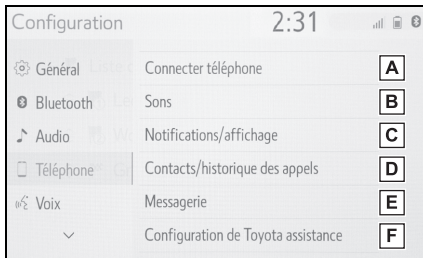 Configuration 2:31
Général
Connecter téléphone A
Bluetooth
Sons B
Audio
Notifications/affichage C
Téléphone
Contacts/historique des appels D
Voix
Messagerie E
Configuration de Toyota assistance F